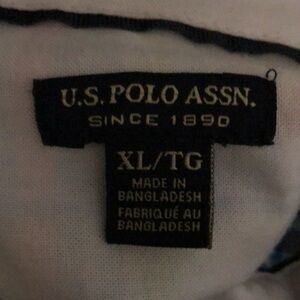 U.S. POLO ASSN.
SINCE 1890
XL/TG
MADE IN
BANGLADESH
FABRIQUÉ AU
BANGLADESH